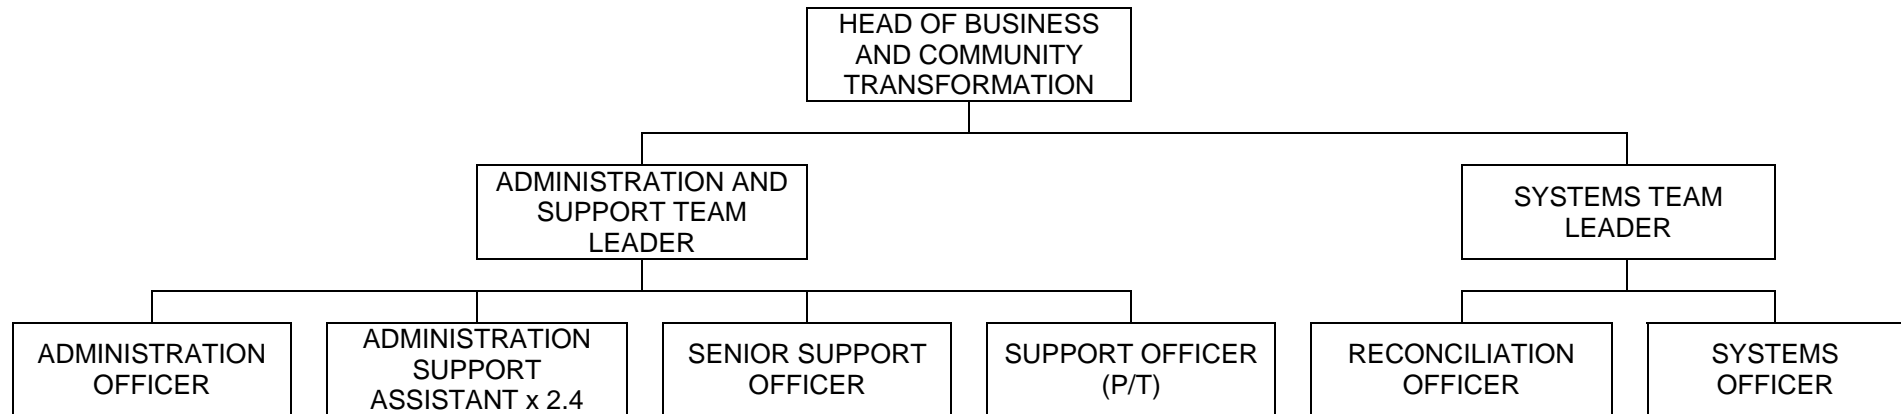 HEAD OF BUSINESS
AND COMMUNITY
TRANSFORMATION
ADMINISTRATION AND
SUPPORT TEAM
LEADER
SYSTEMS TEAM
LEADER
ADMINISTRATION
OFFICER
ADMINISTRATION
SUPPORT
ASSISTANT x 2.4
SENIOR SUPPORT
OFFICER
SUPPORT OFFICER
(P/T)
RECONCILIATION
OFFICER
SYSTEMS
OFFICER